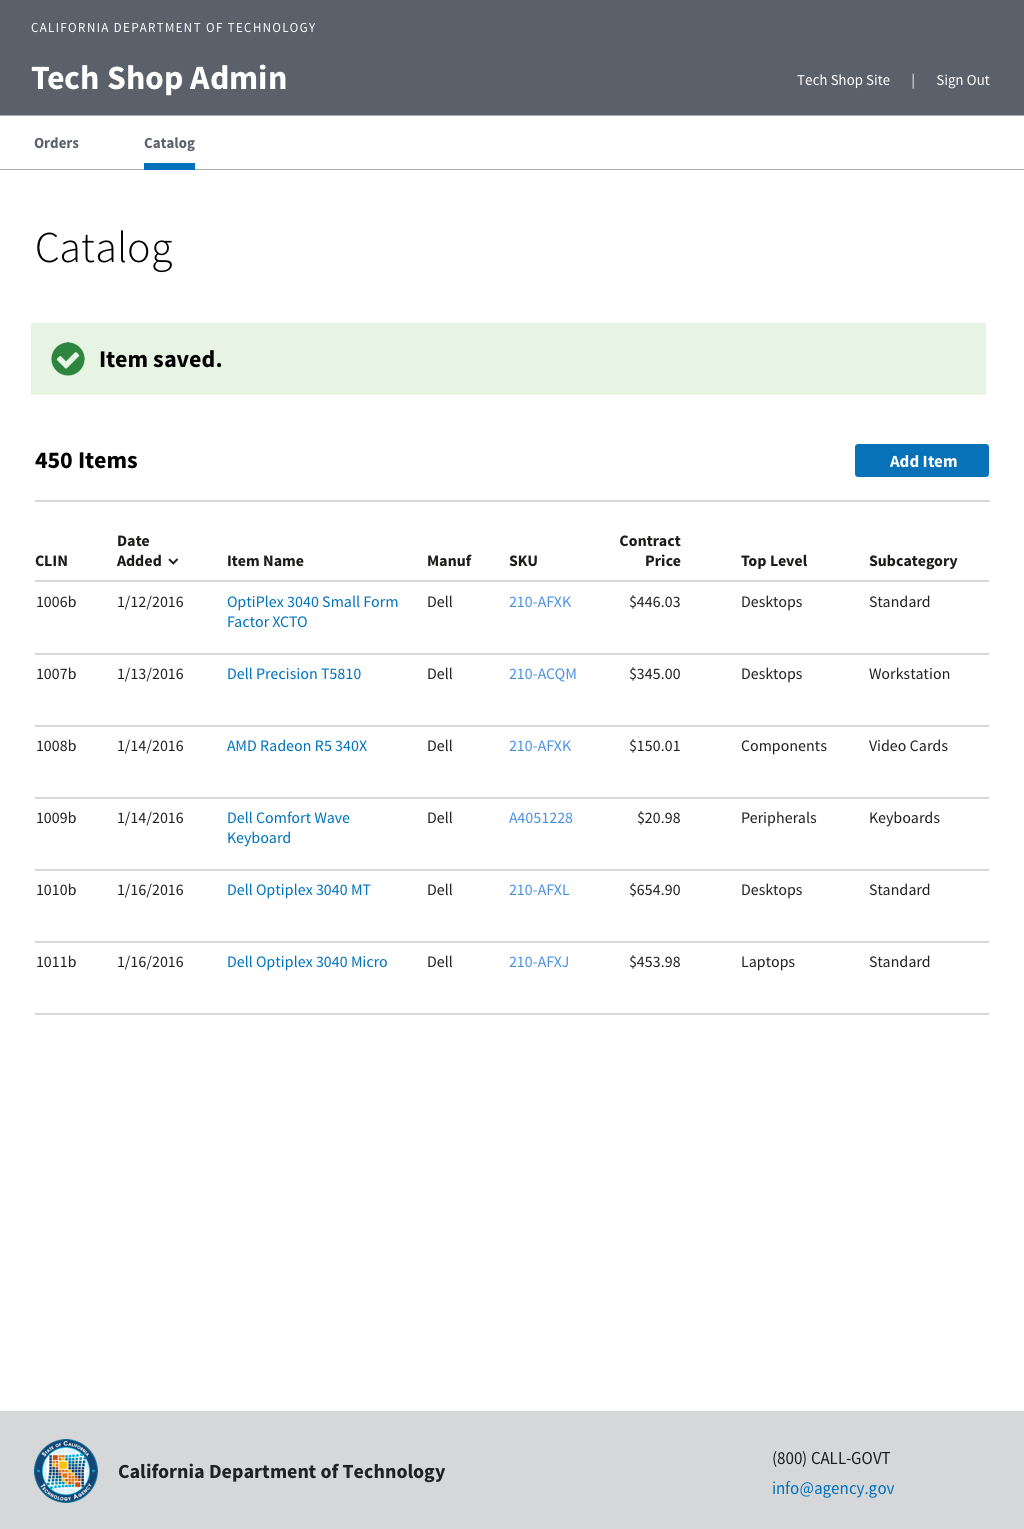 CALIFORNIA DEPARTMENT OF TECHNOLOGY
Tech Shop Admin
Tech Shop Site | Sign Out
Orders Catalog
Catalog
Item saved.
450 Items Add Item
Date Contract
CLIN Added Item Name Manuf SKU Price Top Level Subcategory
1006b 1/12/2016 OptiPlex 3040 Small Form Dell 210-AFXK $446.03 Desktops Standard
Factor XCTO
1007b 1/13/2016 Dell Precision T5810 Dell 210-ACQM $345.00 Desktops Workstation
1008b 1/14/2016 AMD Radeon R5 340X Dell 210-AFXK $150.01 Components Video Cards
1009b 1/14/2016 Dell Comfort Wave Dell A4051228 $20.98 Peripherals Keyboards
Keyboard
1010b 1/16/2016 Dell Optiplex 3040 MT Dell 210-AFXL $654.90 Desktops Standard
1011b 1/16/2016 Dell Optiplex 3040 Micro Dell 210-AFXJ $453.98 Laptops Standard
STATE OF CALIFORNIA
TECHNOLOGY AGENCY
California Department of Technology
(800) CALL-GOVT
info@agency.gov